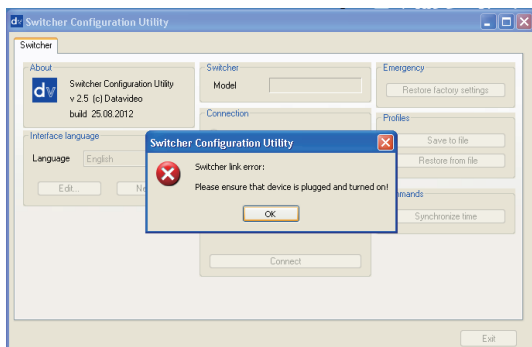 Switcher Configuration Utility
Switcher
About
dv
Switcher Configuration Utility
v 2.5 (c) Datavideo
build 25.08.2012
Interface language
Language English
Edit...
Switcher
Model
Connection
Connect
Emergency
Restore factory settings
Profiles
Save to file
Restore from file
Synchronize time
Switcher Configuration Utility
Switcher link error:
Please ensure that device is plugged and turned on!
OK
Exit